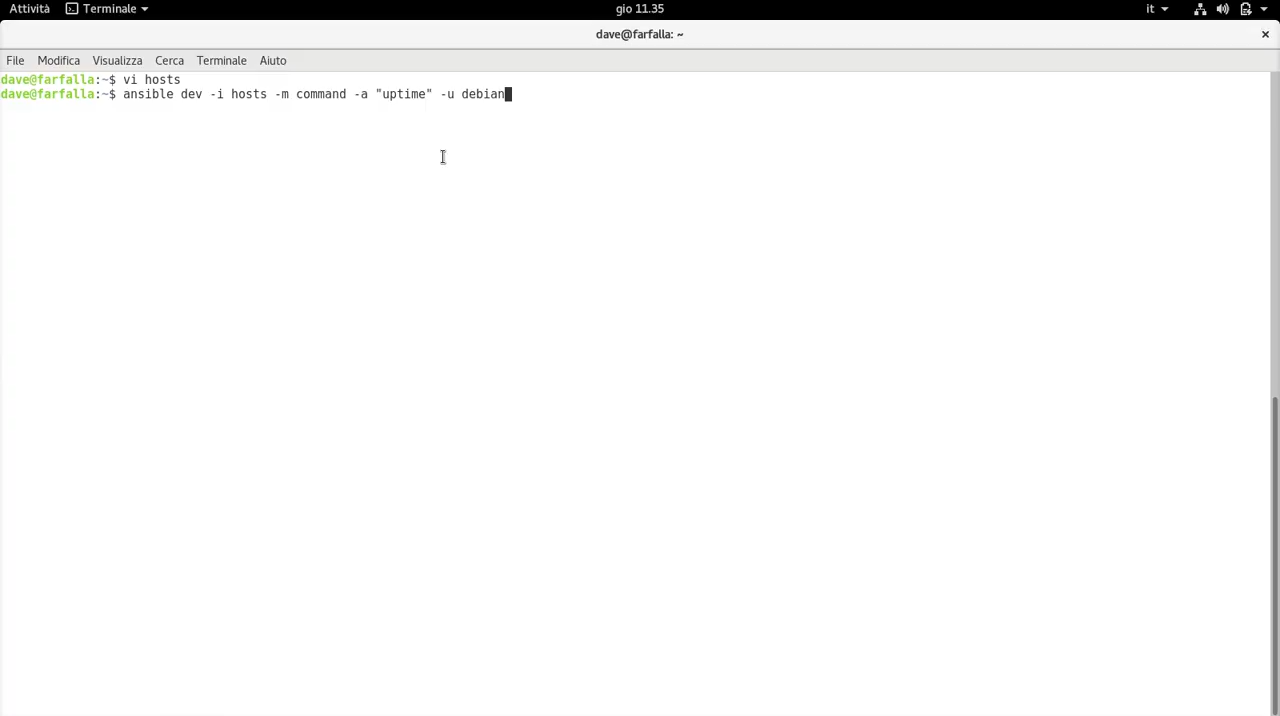 Attività Terminale gio 11.35 it
dave@farfalla: ~
File Modifica Visualizza Cerca Terminale Aiuto
dave@farfalla:~$ vi hosts
dave@farfalla:~$ ansible dev -i hosts -m command -a "uptime" -u debian